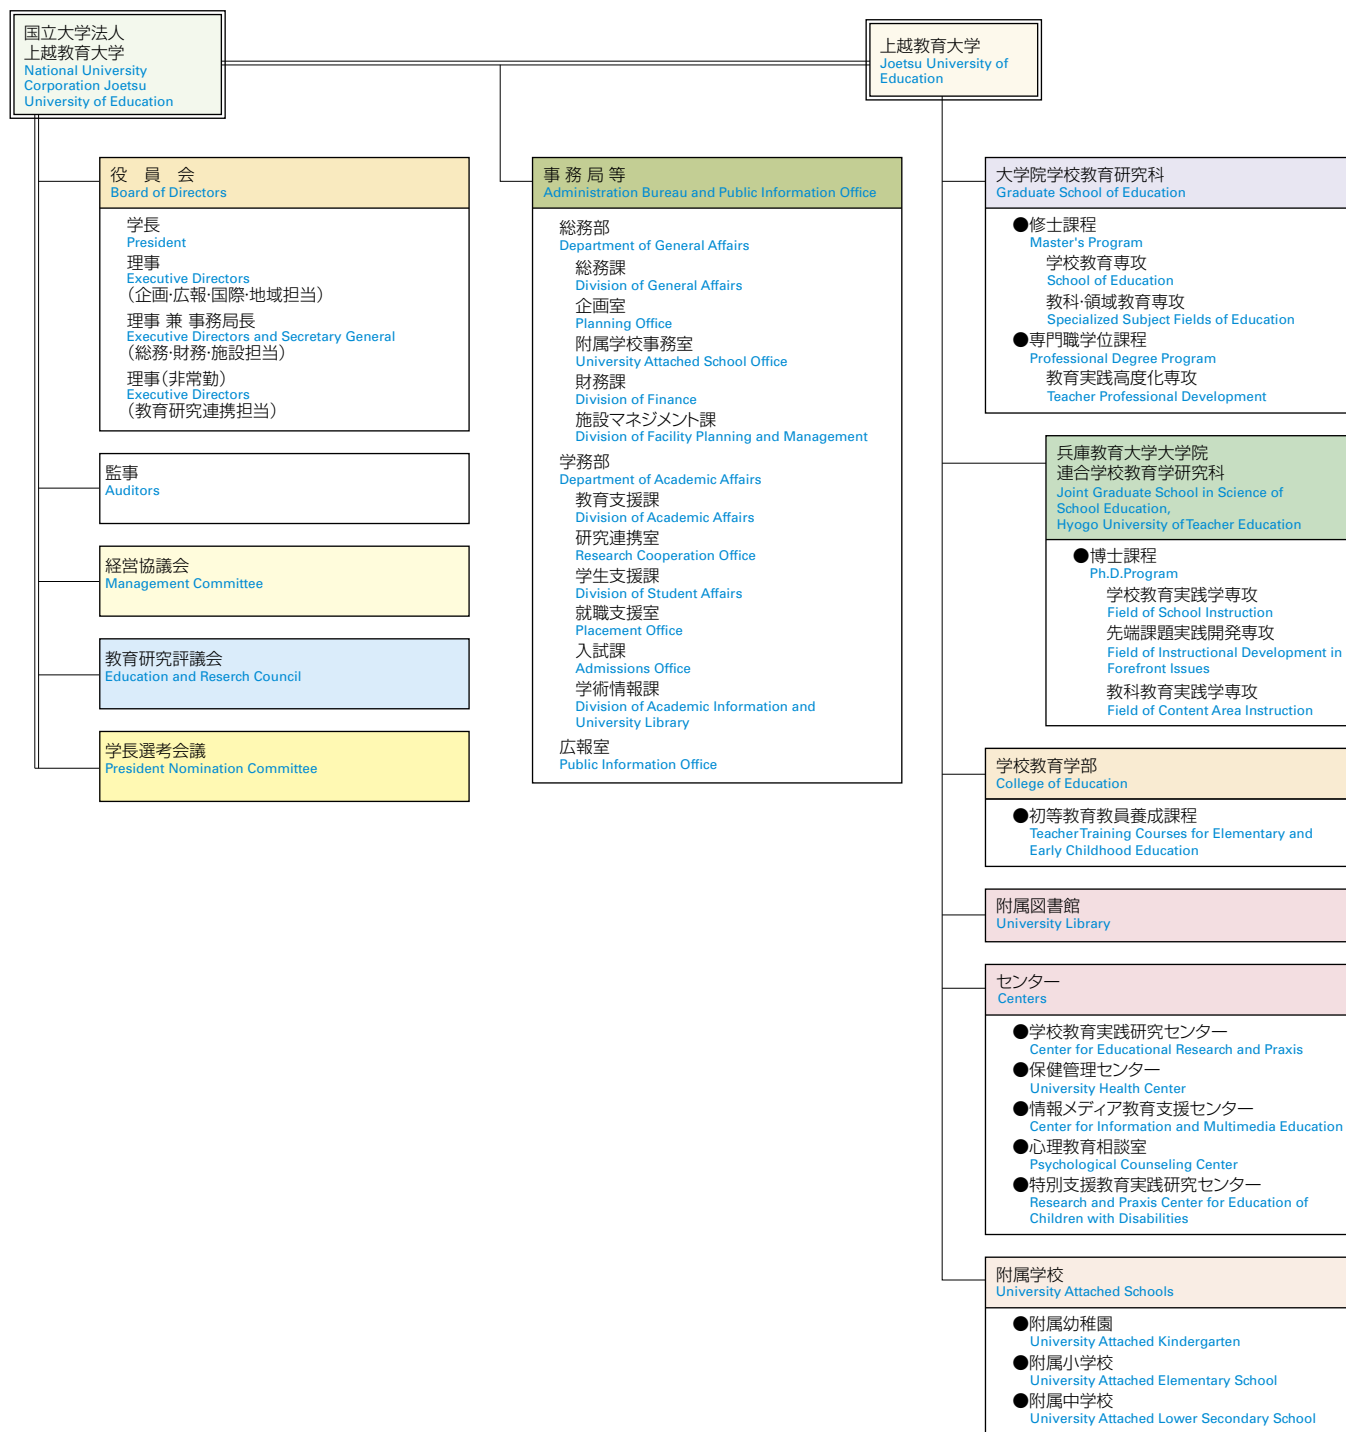 国立大学法人
上越教育大学
National University
Corporation Joetsu
University of Education
上越教育大学
Joetsu University of
Education
役　員　会
Board of Directors
学長
President
理事
Executive Directors
(企画・広報・国際・地域担当)
理事 兼 事務局長
Executive Directors and Secretary General
(総務・財務・施設担当)
理事(非常勤)
Executive Directors
(教育研究連携担当)
監事
Auditors
経営協議会
Management Committee
教育研究評議会
Education and Reserch Council
学長選考会議
President Nomination Committee
事 務 局 等
Administration Bureau and Public Information Office
総務部
Department of General Affairs
総務課
Division of General Affairs
企画室
Planning Office
附属学校事務室
University Attached School Office
財務課
Division of Finance
施設マネジメント課
Division of Facility Planning and Management
学務部
Department of Academic Affairs
教育支援課
Division of Academic Affairs
研究連携室
Research Cooperation Office
学生支援課
Division of Student Affairs
就職支援室
Placement Office
入試課
Admissions Office
学術情報課
Division of Academic Information and
University Library
広報室
Public Information Office
大学院学校教育研究科
Graduate School of Education
●修士課程
Master's Program
学校教育専攻
School of Education
教科・領域教育専攻
Specialized Subject Fields of Education
●専門職学位課程
Professional Degree Program
教育実践高度化専攻
Teacher Professional Development
兵庫教育大学大学院
連合学校教育学研究科
Joint Graduate School in Science of
School Education,
Hyogo University of Teacher Education
●博士課程
Ph.D.Program
学校教育実践学専攻
Field of School Instruction
先端課題実践開発専攻
Field of Instructional Development in
Forefront Issues
教科教育実践学専攻
Field of Content Area Instruction
学校教育学部
College of Education
●初等教育教員養成課程
Teacher Training Courses for Elementary and
Early Childhood Education
附属図書館
University Library
センター
Centers
●学校教育実践研究センター
Center for Educational Research and Praxis
●保健管理センター
University Health Center
●情報メディア教育支援センター
Center for Information and Multimedia Education
●心理教育相談室
Psychological Counseling Center
●特別支援教育実践研究センター
Research and Praxis Center for Education of
Children with Disabilities
附属学校
University Attached Schools
●附属幼稚園
University Attached Kindergarten
●附属小学校
University Attached Elementary School
●附属中学校
University Attached Lower Secondary School